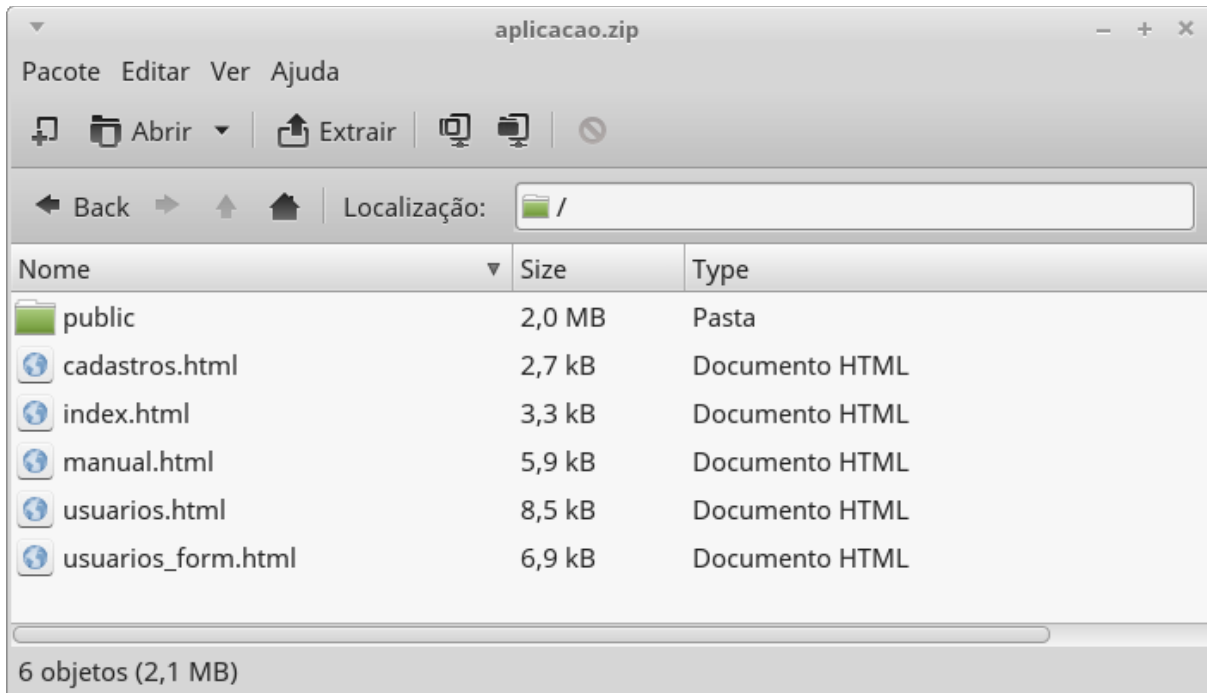 aplicacao.zip
Pacote Editar Ver Ajuda
Abrir Extrair
Back Localização: /
Nome Size Type
public 2,0 MB Pasta
cadastros.html 2,7 kB Documento HTML
index.html 3,3 kB Documento HTML
manual.html 5,9 kB Documento HTML
usuarios.html 8,5 kB Documento HTML
usuarios_form.html 6,9 kB Documento HTML
6 objetos (2,1 MB)